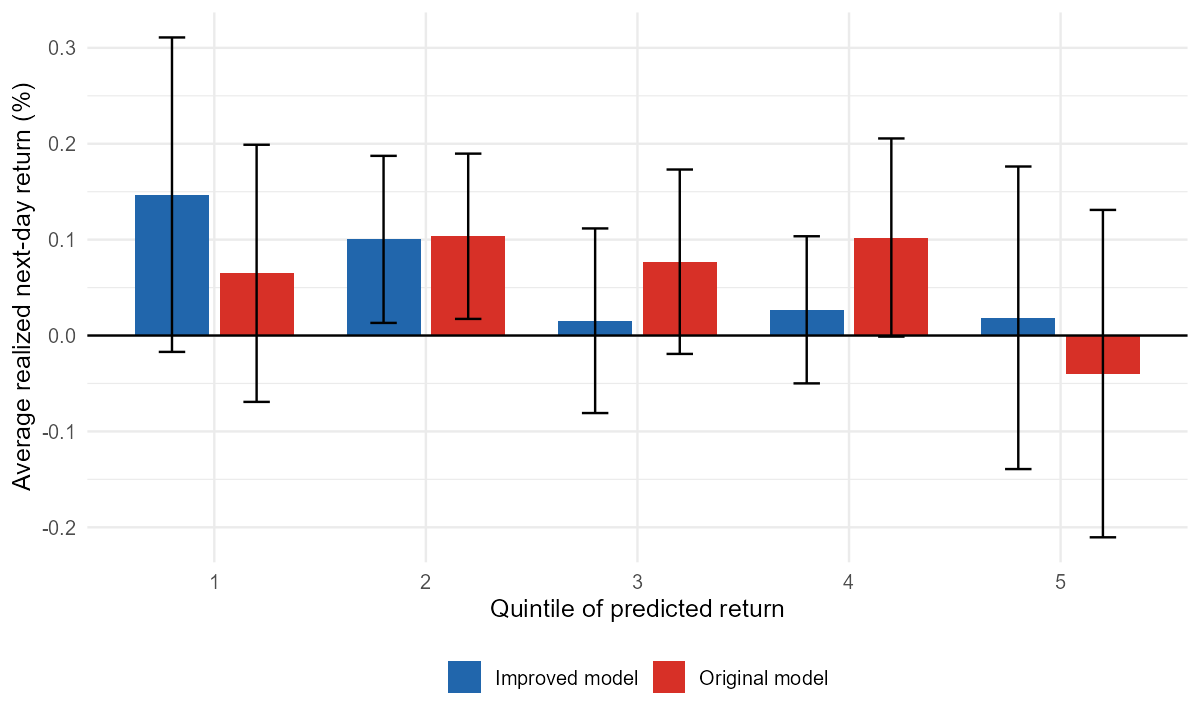 Average realized next-day return (%)
0.3
0.2
0.1
0.0
-0.1
-0.2
1 2 3 4 5
Quintile of predicted return
Improved model Original model